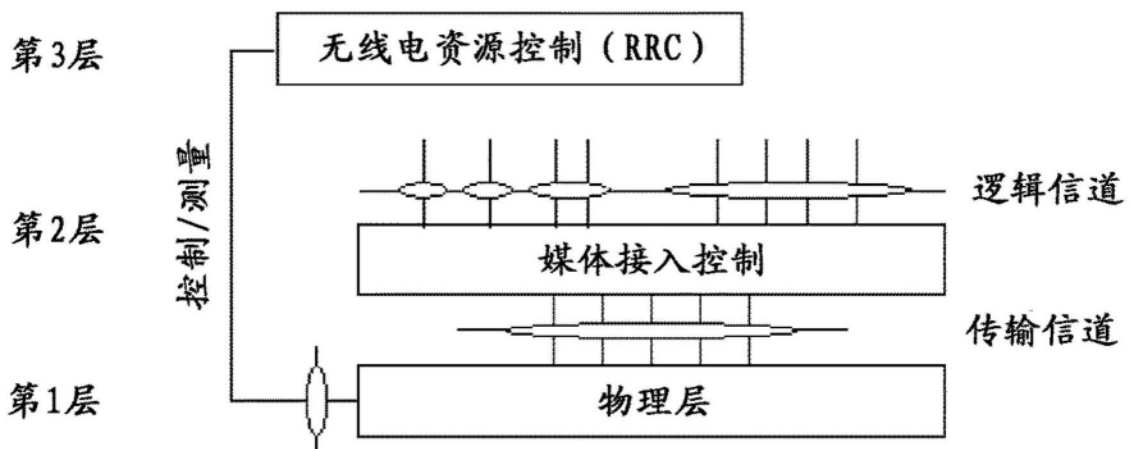 第3层
无线电资源控制(RRC)
控制/测量
逻辑信道
第2层
媒体接入控制
传输信道
第1层
物理层